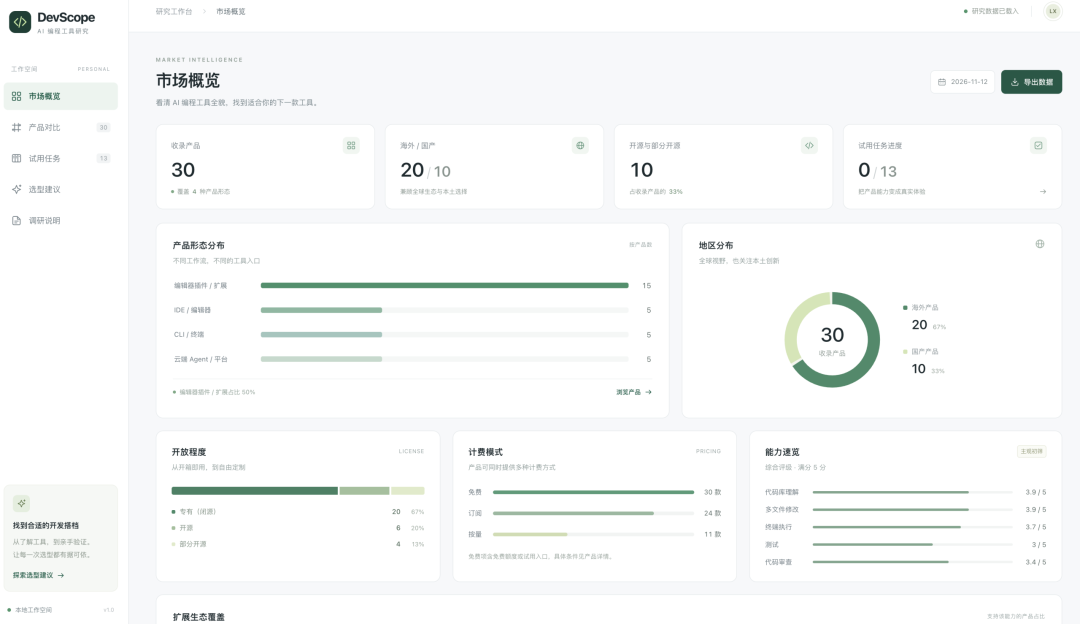 DevScope
AI 编程工具研究
工作空间 PERSONAL
市场概览
产品对比 30
试用任务 13
选型建议
调研说明
找到合适的开发搭档
从了解工具，到亲手验证，
让每一次选型都有据可依。
探索选型建议 →
本地工作空间 v1.0
研究工作台 > 市场概览
研究数据已载入 LX
MARKET INTELLIGENCE
市场概览
看清 AI 编程工具全貌，找到适合你的下一款工具。
2026-11-12
导出数据
收录产品
30
覆盖 4 种产品形态
海外 / 国产
20 / 10
兼顾全球生态与本土选择
开源与部分开源
10
占收录产品的 33%
试用任务进度
0 / 13
把产品能力变成真实体验 →
产品形态分布 按产品数
不同工作流，不同的工具入口
编辑器插件 / 扩展 15
IDE / 编辑器 5
CLI / 终端 5
云端 Agent / 平台 5
编辑器插件 / 扩展占比 50% 浏览产品 →
地区分布
全球视野，也关注本土创新
30
收录产品
海外产品
20 67%
国产产品
10 33%
开放程度 LICENSE
从开箱即用，到自由定制
专有（闭源） 20 67%
开源 6 20%
部分开源 4 13%
计费模式 PRICING
产品可同时提供多种计费方式
免费 30 款
订阅 24 款
按量 11 款
免费项含免费额度或试用入口，具体条件见产品详情。
能力速览 主观初评
综合评级 · 满分 5 分
代码库理解 3.9 / 5
多文件修改 3.9 / 5
终端执行 3.7 / 5
测试 3 / 5
代码审查 3.4 / 5
扩展生态覆盖 支持该能力的产品占比